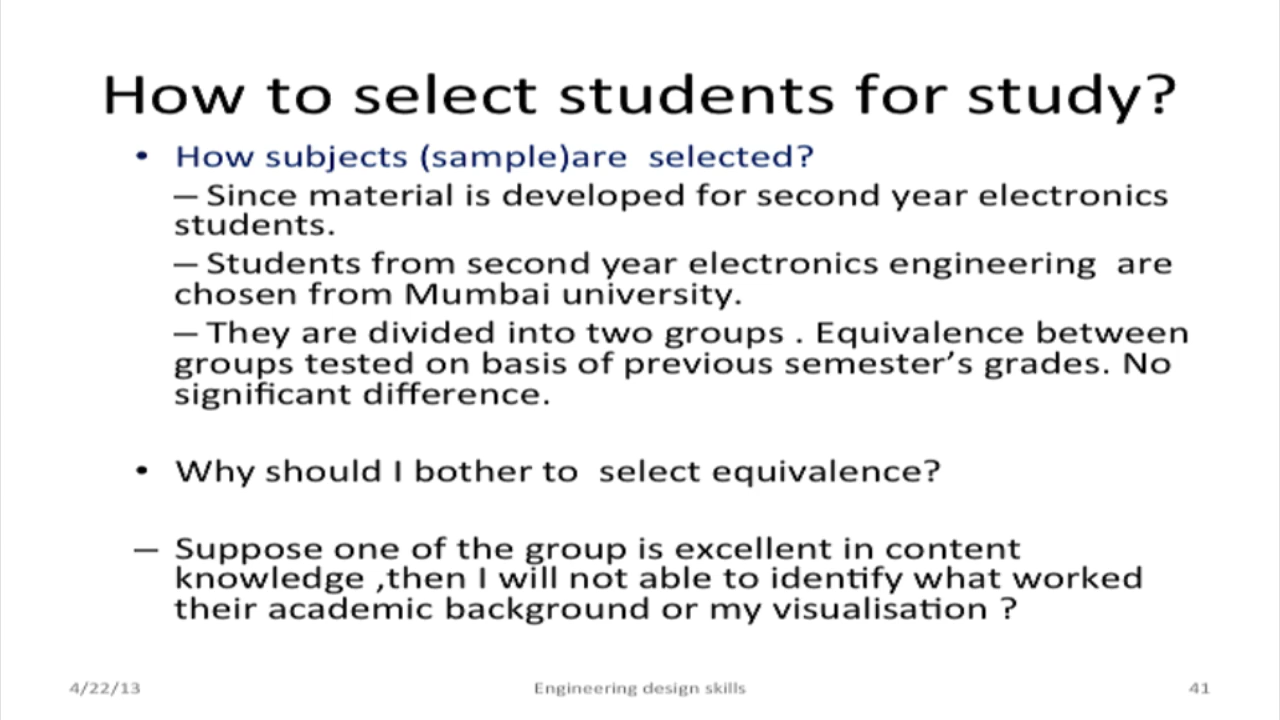 How to select students for study?
• How subjects (sample)are selected?
– Since material is developed for second year electronics
students.
– Students from second year electronics engineering are
chosen from Mumbai university.
– They are divided into two groups . Equivalence between
groups tested on basis of previous semester’s grades. No
significant difference.
• Why should I bother to select equivalence?
– Suppose one of the group is excellent in content
knowledge ,then I will not able to identify what worked
their academic background or my visualisation ?
4/22/13 Engineering design skills 41